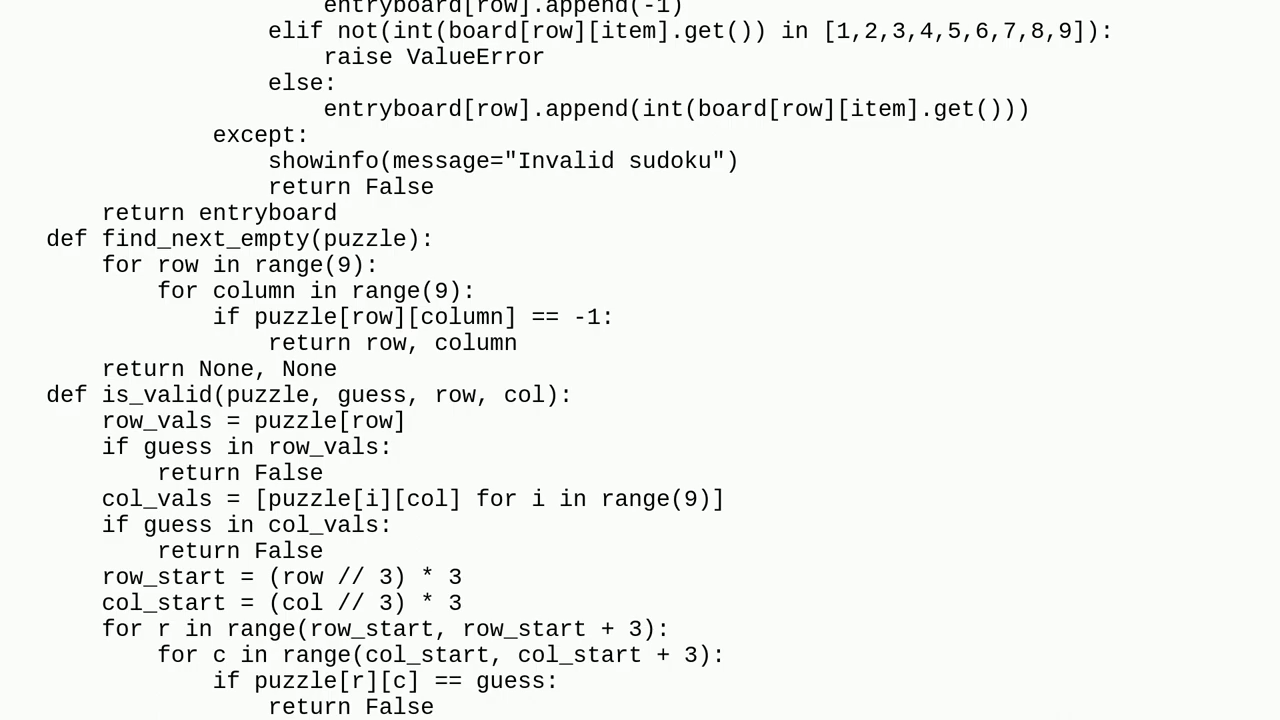 entryboard[row].append(-1)
                elif not(int(board[row][item].get()) in [1,2,3,4,5,6,7,8,9]):
                    raise ValueError
                else:
                    entryboard[row].append(int(board[row][item].get()))
            except:
                showinfo(message="Invalid sudoku")
                return False
    return entryboard
def find_next_empty(puzzle):
    for row in range(9):
        for column in range(9):
            if puzzle[row][column] == -1:
                return row, column
    return None, None
def is_valid(puzzle, guess, row, col):
    row_vals = puzzle[row]
    if guess in row_vals:
        return False
    col_vals = [puzzle[i][col] for i in range(9)]
    if guess in col_vals:
        return False
    row_start = (row // 3) * 3
    col_start = (col // 3) * 3
    for r in range(row_start, row_start + 3):
        for c in range(col_start, col_start + 3):
            if puzzle[r][c] == guess:
                return False